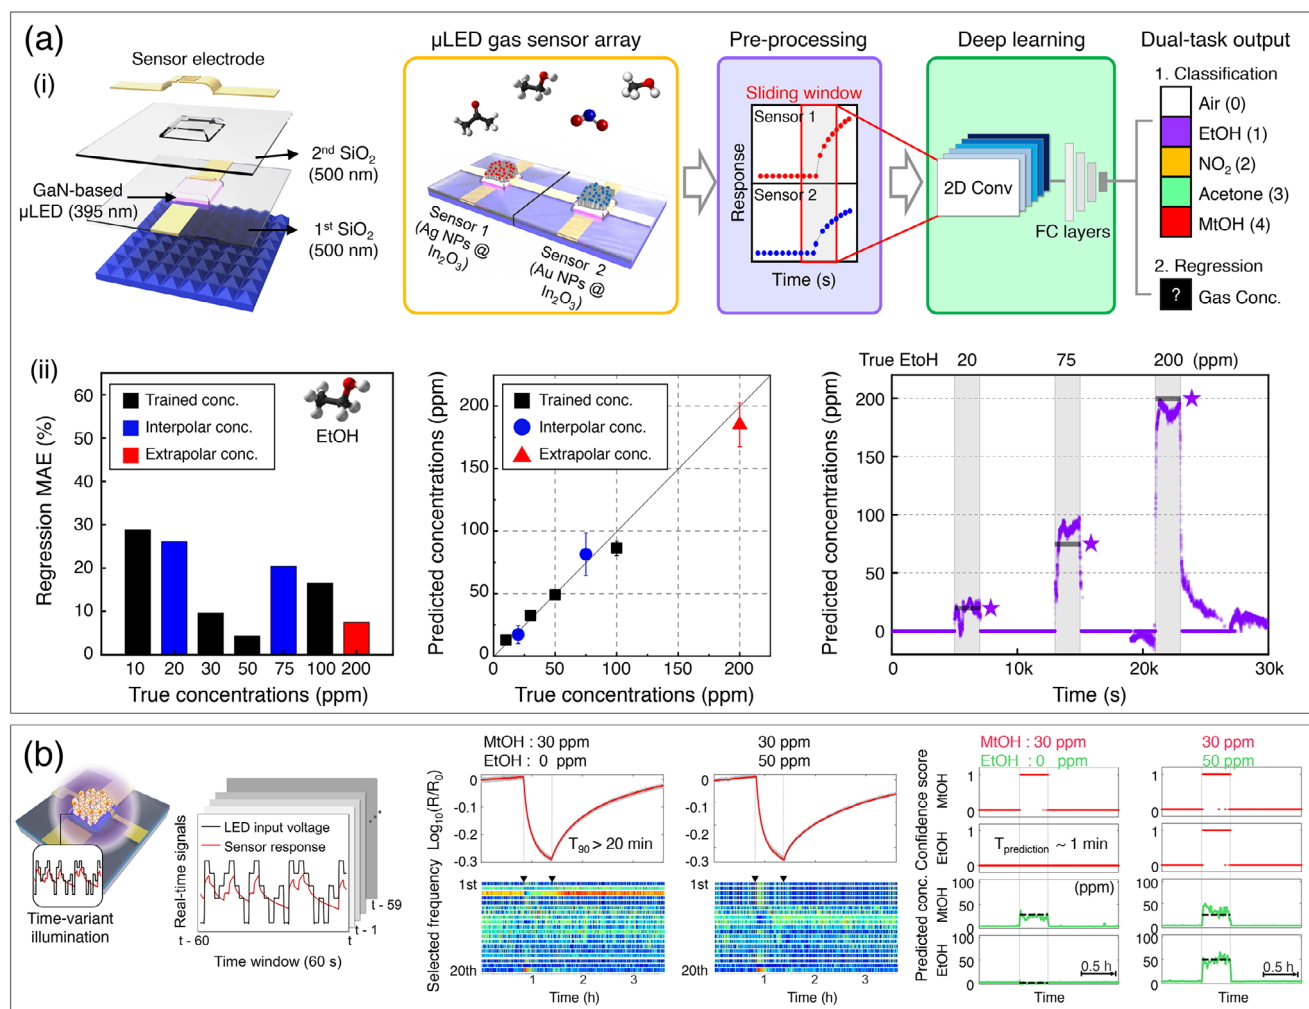 (a)
(i)
Sensor electrode
2nd SiO2
(500 nm)
GaN-based
μLED (395 nm)
1st SiO2
(500 nm)
μLED gas sensor array
Sensor 1
(Ag NPs @
In2O3)
Sensor 2
(Au NPs @
In2O3)
Pre-processing
Sliding window
Sensor 1
Sensor 2
Response
Time (s)
Deep learning
2D Conv
FC layers
Dual-task output
1. Classification
Air (0)
EtOH (1)
NO2 (2)
Acetone (3)
MtOH (4)
2. Regression
?
Gas Conc.
(ii)
Regression MAE (%)
60
50
40
30
20
10
0
Trained conc.
Interpolar conc.
Extrapolar conc.
EtOH
10 20 30 50 75 100 200
True concentrations (ppm)
Predicted concentrations (ppm)
200
150
100
50
0
Trained conc.
Interpolar conc.
Extrapolar conc.
0 50 100 150 200
True concentrations (ppm)
True EtoH 20 75 200 (ppm)
Predicted concentrations (ppm)
200
150
100
50
0
0 10k 20k 30k
Time (s)
(b)
Time-variant
illumination
Real-time signals
LED input voltage
Sensor response
t - 60
t
t - 1
t - 59
Time window (60 s)
MtOH : 30 ppm
EtOH : 0 ppm
30 ppm
50 ppm
Log10(R/R0)
0
-0.1
-0.2
-0.3
T90 > 20 min
0
-0.1
-0.2
-0.3
Selected frequency
1st
20th
1 2 3
Time (h)
1st
20th
1 2 3
Time (h)
MtOH : 30 ppm
EtOH : 0 ppm
30 ppm
50 ppm
Confidence score
MtOH
1
0
1
0
EtOH
1
0
Tprediction ~ 1 min
1
0
Predicted conc.
MtOH
100
50
0
(ppm)
100
50
0
EtOH
100
50
0
0.5 h
100
50
0
0.5 h
Time
Time